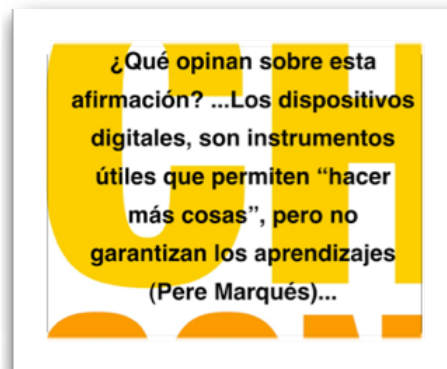 ¿Qué opinan sobre esta
afirmación? ...Los dispositivos
digitales, son instrumentos
útiles que permiten “hacer
más cosas”, pero no
garantizan los aprendizajes
(Pere Marqués)...
CH